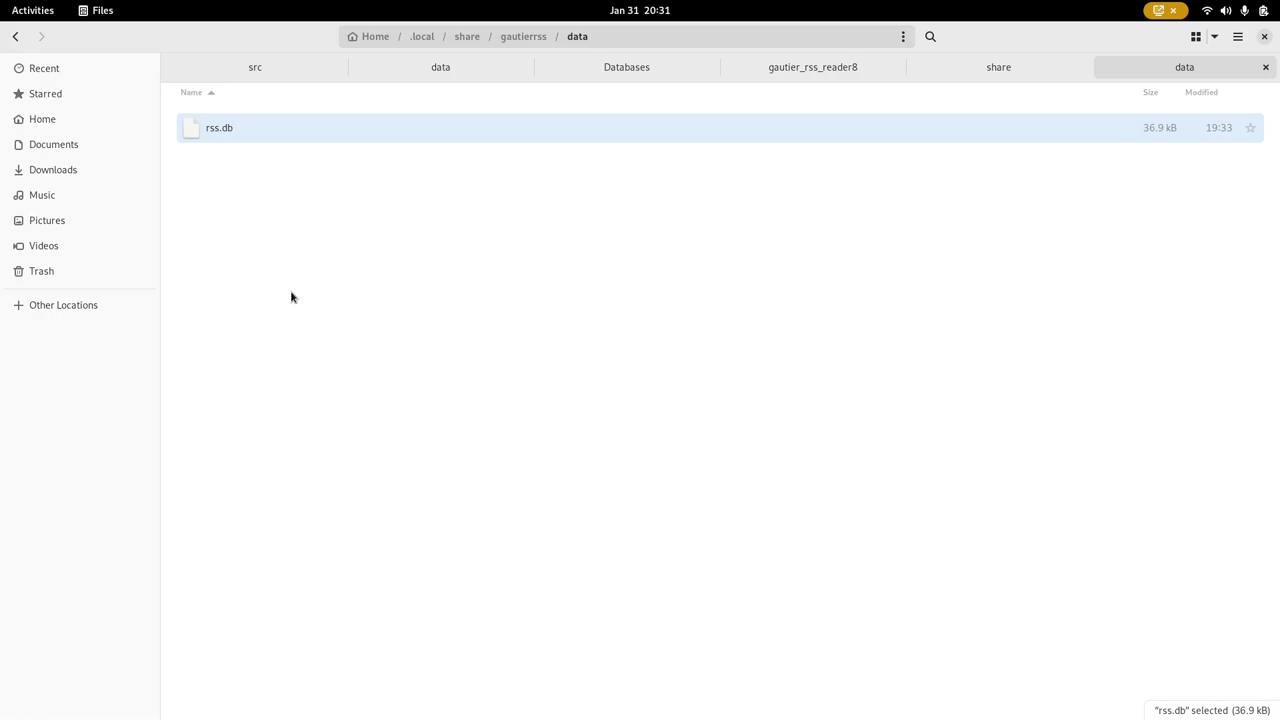 Activities Files Jan 31 20:31
Home / .local / share / gautierrss / data
src data Databases gautier_rss_reader8 share data
Name Size Modified
rss.db 36.9 kB 19:33
Recent
Starred
Home
Documents
Downloads
Music
Pictures
Videos
Trash
Other Locations
"rss.db" selected (36.9 kB)